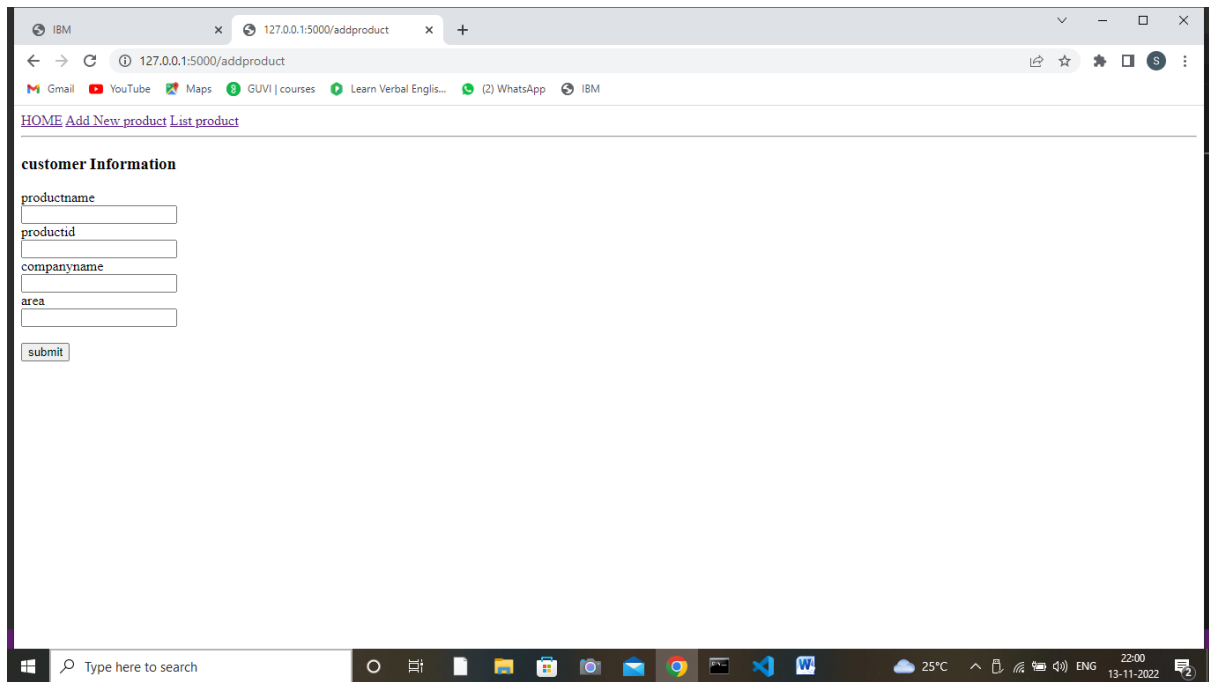 IBM
127.0.0.1:5000/addproduct
127.0.0.1:5000/addproduct
S
Gmail YouTube Maps GUVI | courses Learn Verbal Englis... (2) WhatsApp IBM
HOME Add New product List product
customer Information
productname
productid
companyname
area
submit
Type here to search
25°C
ENG
22:00
13-11-2022
2